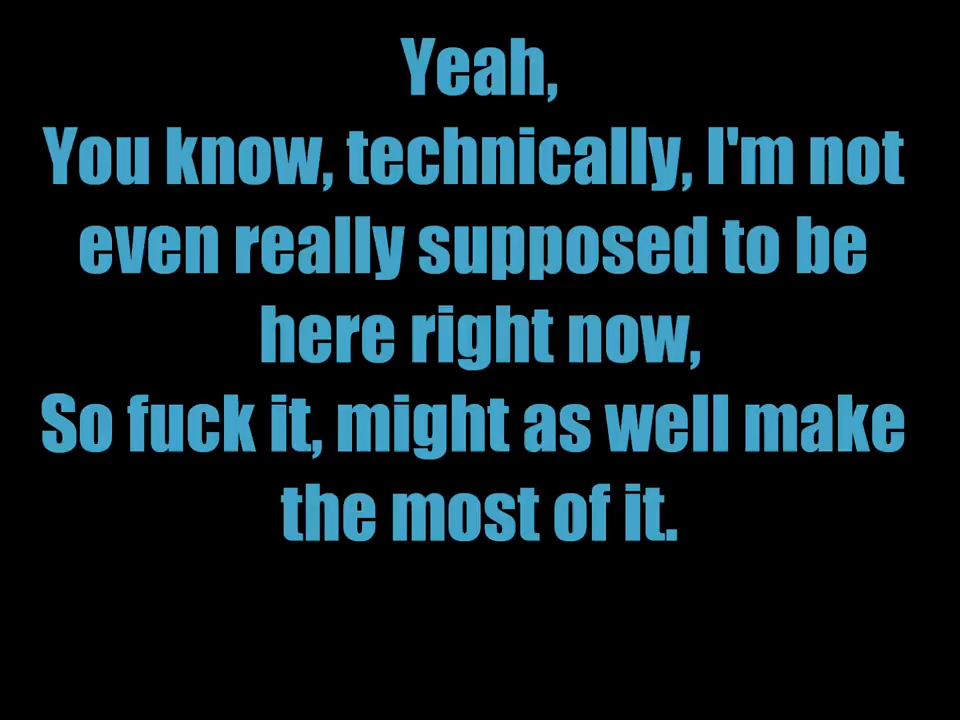 Yeah,
You know, technically, I'm not
even really supposed to be
here right now,
So fuck it, might as well make
the most of it.